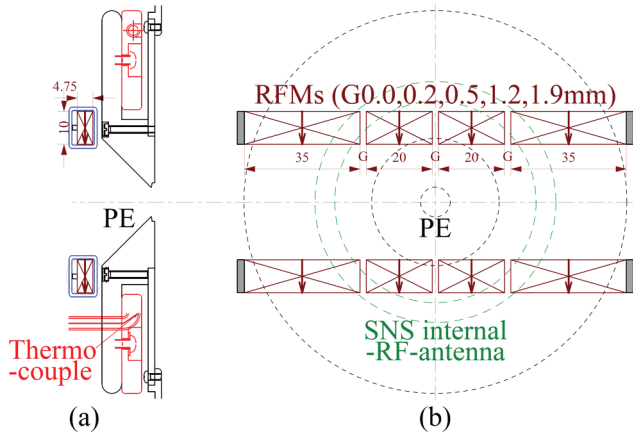 4.75
10
PE
Thermo
-couple
(a)
RFMs (G0.0,0.2,0.5,1.2,1.9mm)
35 G 20 G 20 G 35
PE
SNS internal
-RF-antenna
(b)